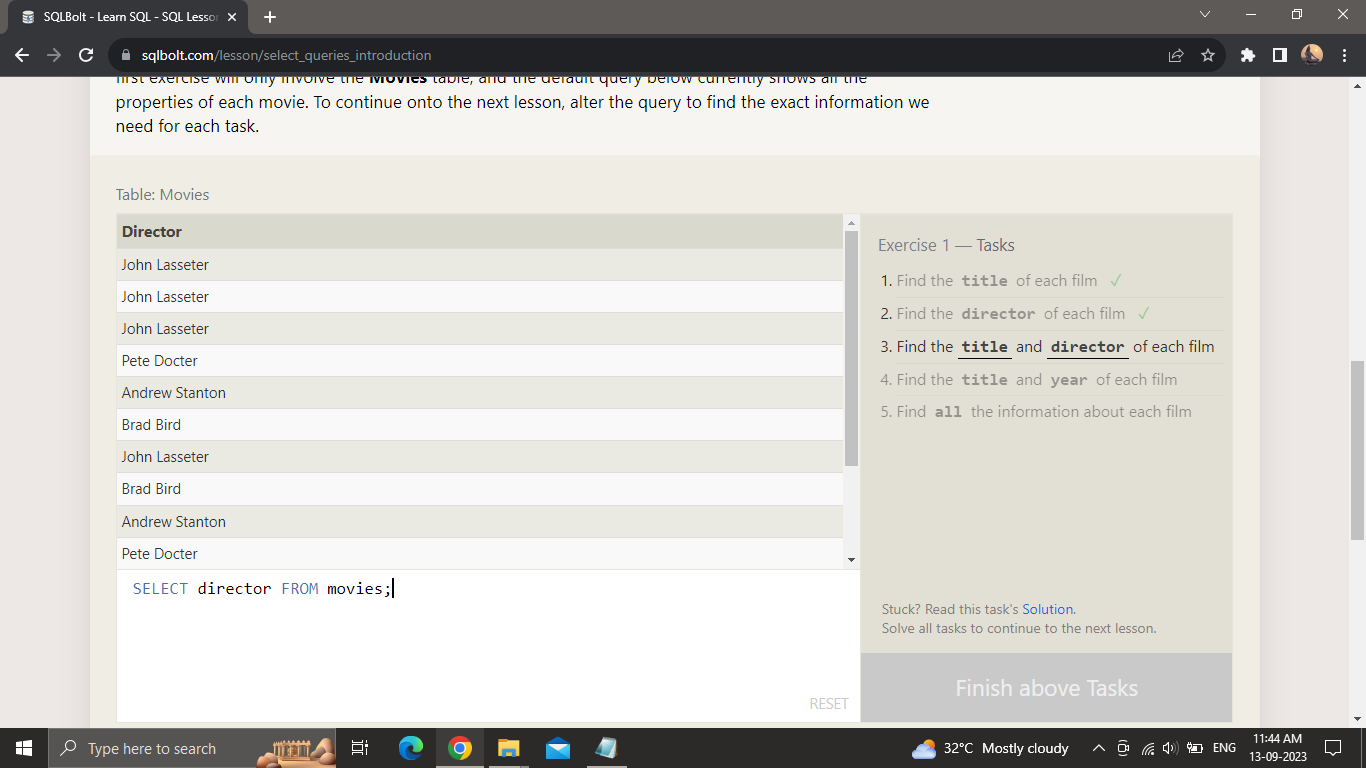 SQLBolt - Learn SQL - SQL Lesson
sqlbolt.com/lesson/select_queries_introduction
first exercise will only involve the Movies table, and the default query below currently shows all the
properties of each movie. To continue onto the next lesson, alter the query to find the exact information we
need for each task.
Table: Movies
Director
John Lasseter
John Lasseter
John Lasseter
Pete Docter
Andrew Stanton
Brad Bird
John Lasseter
Brad Bird
Andrew Stanton
Pete Docter
SELECT director FROM movies;
RESET
Exercise 1 — Tasks
1. Find the title of each film ✓
2. Find the director of each film ✓
3. Find the title and director of each film
4. Find the title and year of each film
5. Find all the information about each film
Stuck? Read this task's Solution.
Solve all tasks to continue to the next lesson.
Finish above Tasks
Type here to search
32°C Mostly cloudy
ENG
11:44 AM
13-09-2023